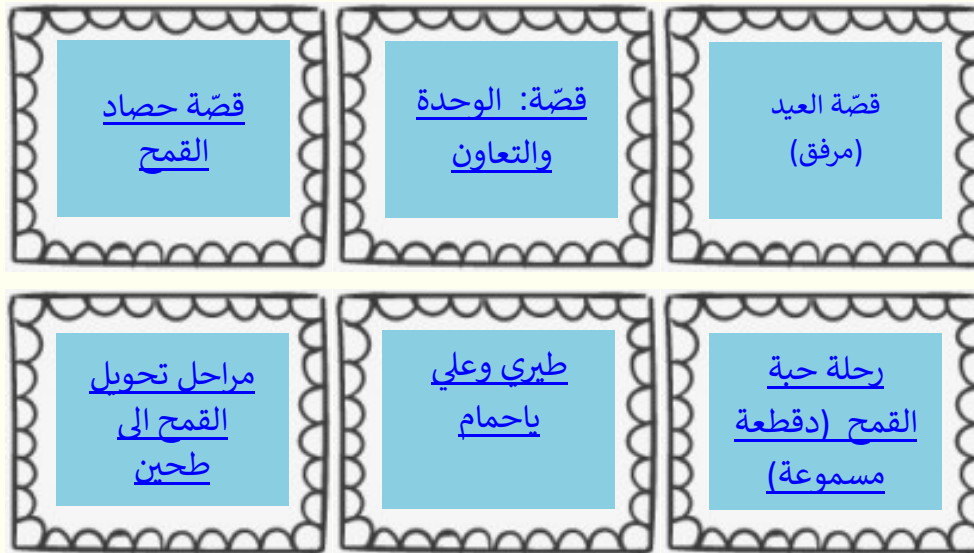 قصّة العيد
(مرفق)
قصّة: الوحدة
والتعاون
قصّة حصاد
القمح
رحلة حبة
القمح (دقطعة
مسموعة)
طيري وعلي
ياحمام
مراحل تحويل
القمح الى
طحين